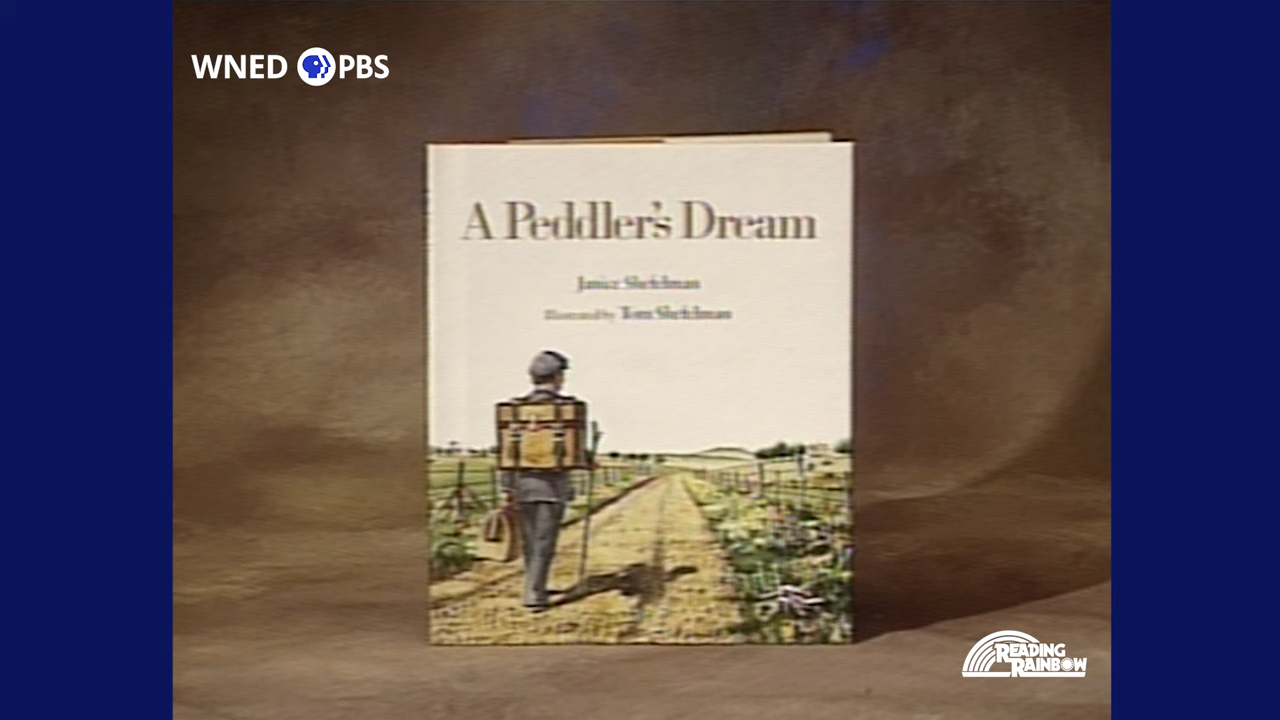 WNED PBS
A Peddler's Dream
Janice Shefelman
Illustrated by Tom Shefelman
READING
RAINBOW